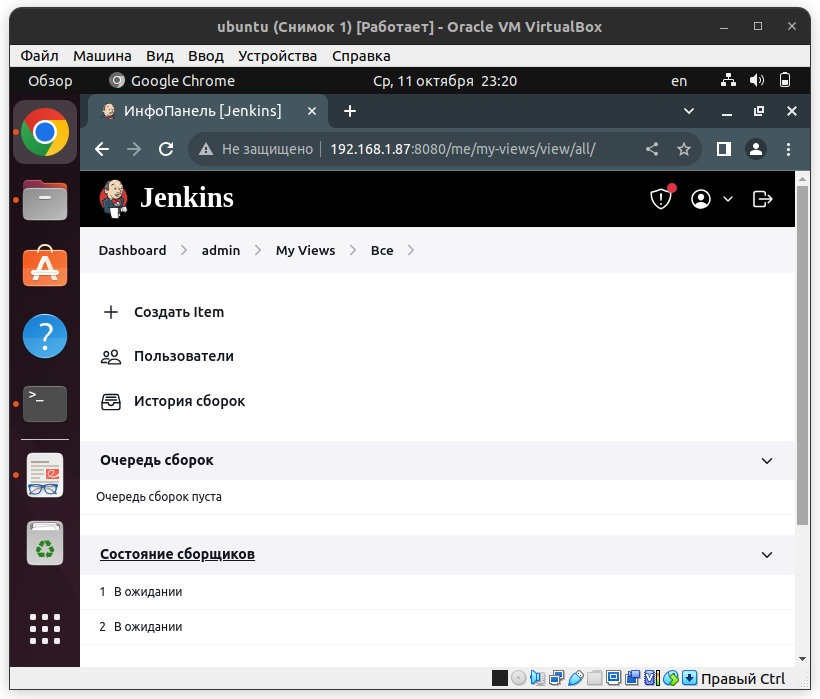 ubuntu (Снимок 1) [Работает] - Oracle VM VirtualBox
Файл Машина Вид Ввод Устройства Справка
Обзор Google Chrome Ср, 11 октября 23:20 en
ИнфоПанель [Jenkins]
Не защищено 192.168.1.87:8080/me/my-views/view/all/
Jenkins
Dashboard admin My Views Все
Создать Item
Пользователи
История сборок
Очередь сборок
Очередь сборок пуста
Состояние сборщиков
1 В ожидании
2 В ожидании
Правый Ctrl